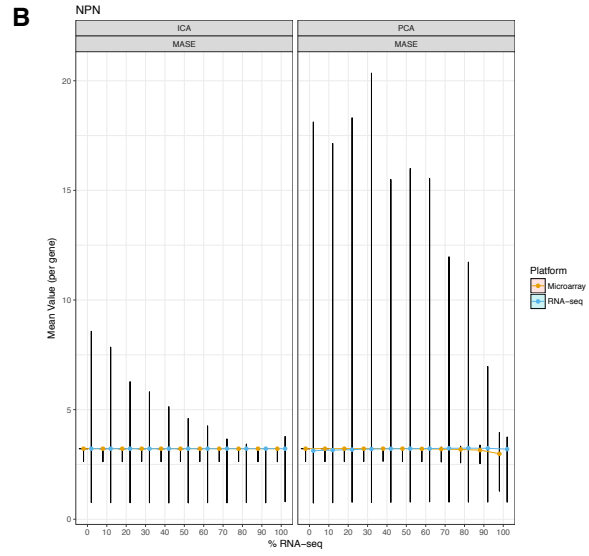 B
NPN
ICA
PCA
MASE
MASE
20
15
10
5
0
Mean Value (per gene)
0 10 20 30 40 50 60 70 80 90 100
0 10 20 30 40 50 60 70 80 90 100
% RNA−seq
Platform
Microarray
RNA−seq